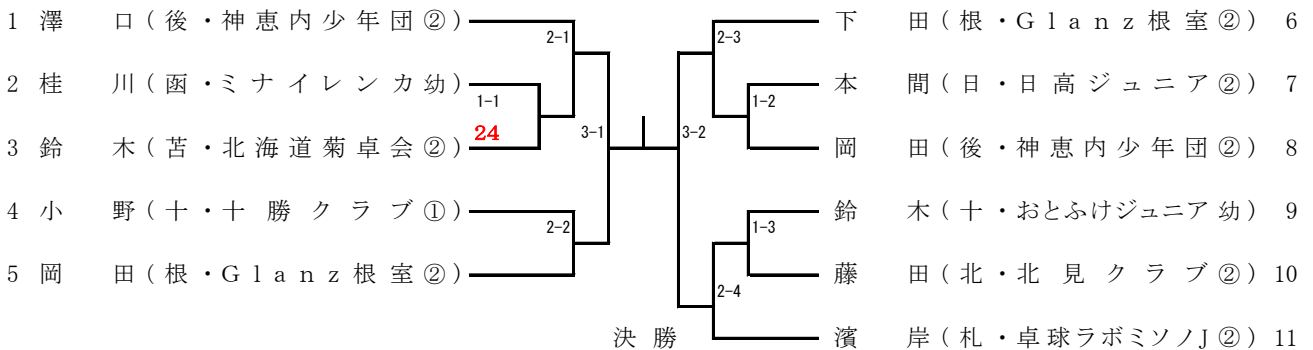 1 澤 口(後・神恵内少年団②)
2 桂 川(函・ミナイレンカ幼)
3 鈴 木(苫・北海道菊卓会②)
4 小 野(十・十勝クラブ①)
5 岡 田(根・Glanz根室②)
2-1
1-1
24
3-1
2-2
決勝
3-2
2-3
1-2
1-3
2-4
下 田(根・Glanz根室②) 6
本 間(日・日高ジュニア②) 7
岡 田(後・神恵内少年団②) 8
鈴 木(十・おとふけジュニア幼) 9
藤 田(北・北見クラブ②) 10
濱 岸(札・卓球ラボミソノJ②) 11